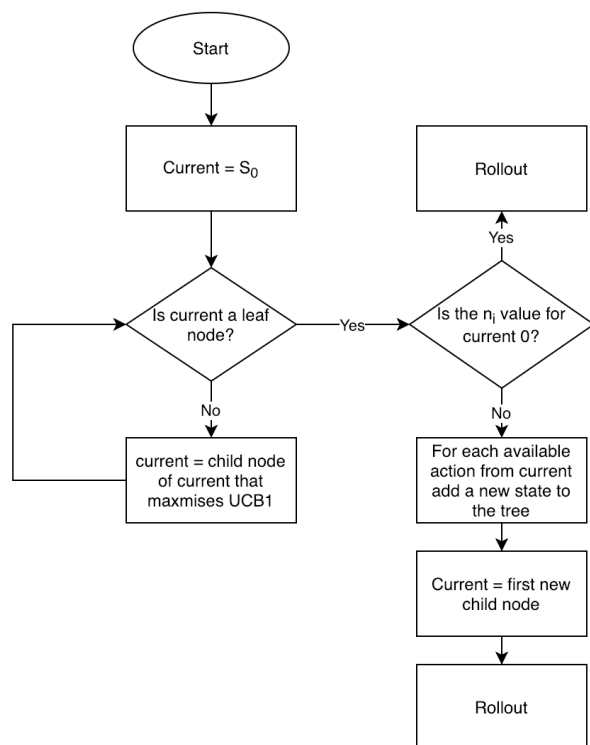 Start
Current = S₀
Is current a leaf
node?
No
current = child node
of current that
maxmises UCB1
Yes
Rollout
Yes
Is the nᵢ value for
current 0?
No
For each available
action from current
add a new state to
the tree
Current = first new
child node
Rollout